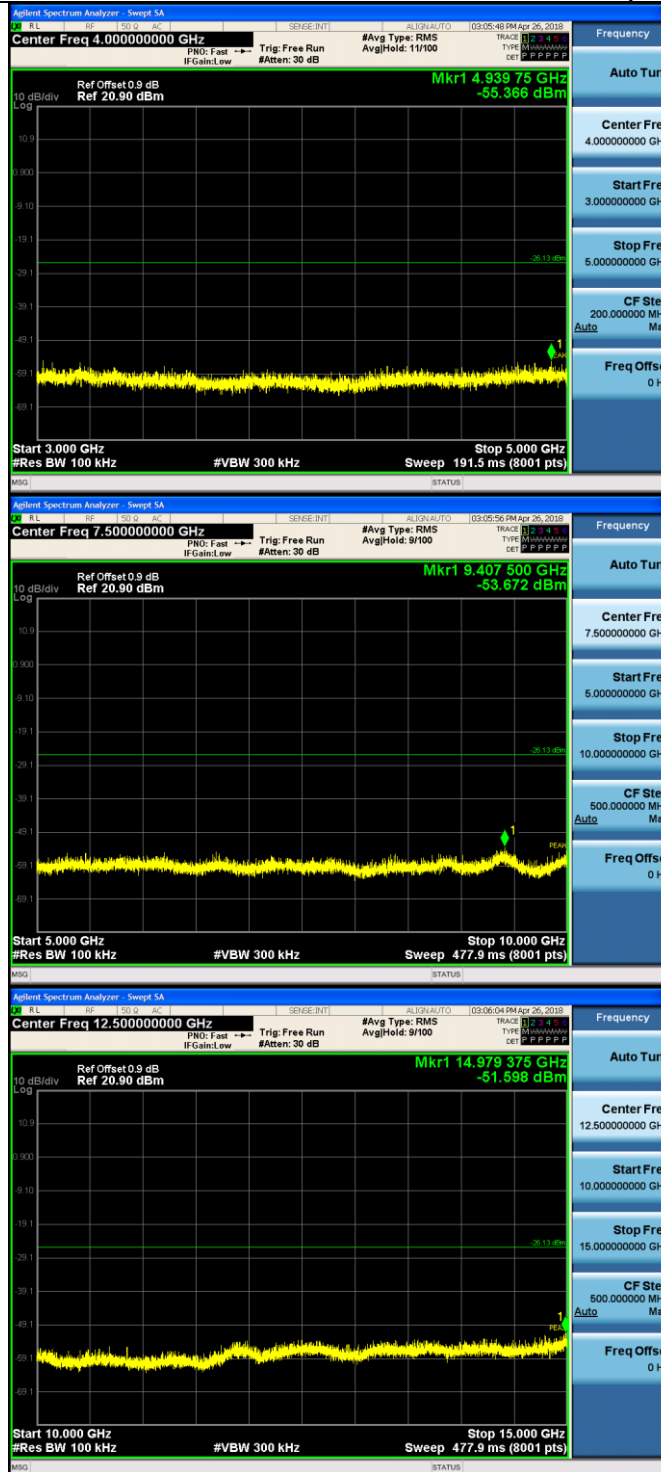 Agilent Spectrum Analyzer - Swept SA
RL RF 50 Ω AC SENSE:INT ALIGNAUTO 03:05:48 PM Apr 26, 2018
Center Freq 4.000000000 GHz #Avg Type: RMS TRACE 1 2 3 4 5 6
PNO: Fast Trig: Free Run Avg|Hold: 11/100 TYPE M
IFGain:Low #Atten: 30 dB DET P P P P P P
Frequency
Auto Tun
Mkr1 4.939 75 GHz
-55.366 dBm
Ref Offset 0.9 dB
10 dB/div Ref 20.90 dBm
Log
10.9
0.900
-9.10
-19.1
-26.13 dBm
-29.1
-39.1
-49.1
1
-59.1
-69.1
Center Fre
4.000000000 GH
Start Fre
3.000000000 GH
Stop Fre
5.000000000 GH
CF Ste
200.000000 MH
Auto Ma
Freq Offse
0 H
Start 3.000 GHz Stop 5.000 GHz
#Res BW 100 kHz #VBW 300 kHz Sweep 191.5 ms (8001 pts)
MSG STATUS
Agilent Spectrum Analyzer - Swept SA
RL RF 50 Ω AC SENSE:INT ALIGNAUTO 03:05:56 PM Apr 26, 2018
Center Freq 7.500000000 GHz #Avg Type: RMS TRACE 1 2 3 4 5 6
PNO: Fast Trig: Free Run Avg|Hold: 9/100 TYPE M
IFGain:Low #Atten: 30 dB DET P P P P P P
Frequency
Auto Tun
Mkr1 9.407 500 GHz
-53.672 dBm
Ref Offset 0.9 dB
10 dB/div Ref 20.90 dBm
Log
10.9
0.900
-9.10
-19.1
-26.13 dBm
-29.1
-39.1
-49.1
1
PEAK
-59.1
-69.1
Center Fre
7.500000000 GH
Start Fre
5.000000000 GH
Stop Fre
10.000000000 GH
CF Ste
500.000000 MH
Auto Ma
Freq Offse
0 H
Start 5.000 GHz Stop 10.000 GHz
#Res BW 100 kHz #VBW 300 kHz Sweep 477.9 ms (8001 pts)
MSG STATUS
Agilent Spectrum Analyzer - Swept SA
RL RF 50 Ω AC SENSE:INT ALIGNAUTO 03:06:04 PM Apr 26, 2018
Center Freq 12.500000000 GHz #Avg Type: RMS TRACE 1 2 3 4 5 6
PNO: Fast Trig: Free Run Avg|Hold: 9/100 TYPE M
IFGain:Low #Atten: 30 dB DET P P P P P P
Frequency
Auto Tun
Mkr1 14.979 375 GHz
-51.598 dBm
Ref Offset 0.9 dB
10 dB/div Ref 20.90 dBm
Log
10.9
0.900
-9.10
-19.1
-26.13 dBm
-29.1
-39.1
-49.1
1
-59.1
-69.1
Center Fre
12.500000000 GH
Start Fre
10.000000000 GH
Stop Fre
15.000000000 GH
CF Ste
500.000000 MH
Auto Ma
Freq Offse
0 H
Start 10.000 GHz Stop 15.000 GHz
#Res BW 100 kHz #VBW 300 kHz Sweep 477.9 ms (8001 pts)
MSG STATUS